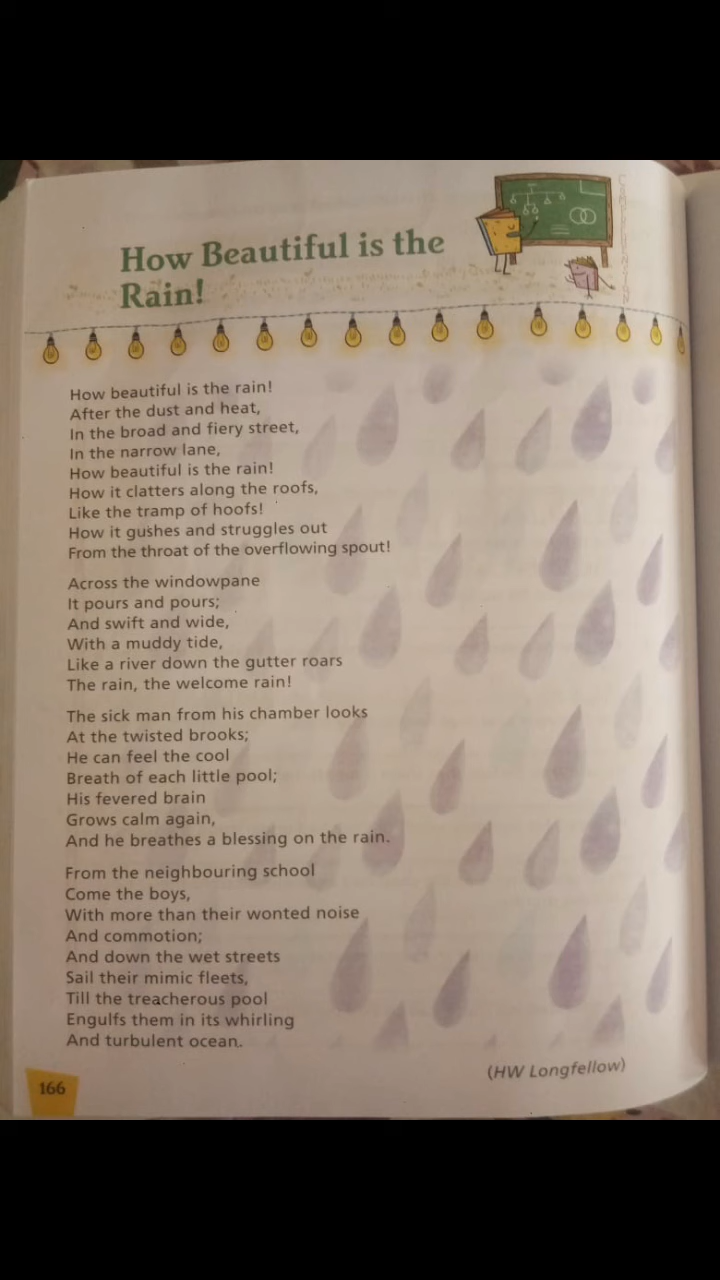 How Beautiful is the
Rain!
How beautiful is the rain!
After the dust and heat,
In the broad and fiery street,
In the narrow lane,
How beautiful is the rain!
How it clatters along the roofs,
Like the tramp of hoofs!
How it gushes and struggles out
From the throat of the overflowing spout!
Across the windowpane
It pours and pours;
And swift and wide,
With a muddy tide,
Like a river down the gutter roars
The rain, the welcome rain!
The sick man from his chamber looks
At the twisted brooks;
He can feel the cool
Breath of each little pool;
His fevered brain
Grows calm again,
And he breathes a blessing on the rain.
From the neighbouring school
Come the boys,
With more than their wonted noise
And commotion;
And down the wet streets
Sail their mimic fleets,
Till the treacherous pool
Engulfs them in its whirling
And turbulent ocean.
(HW Longfellow)
166